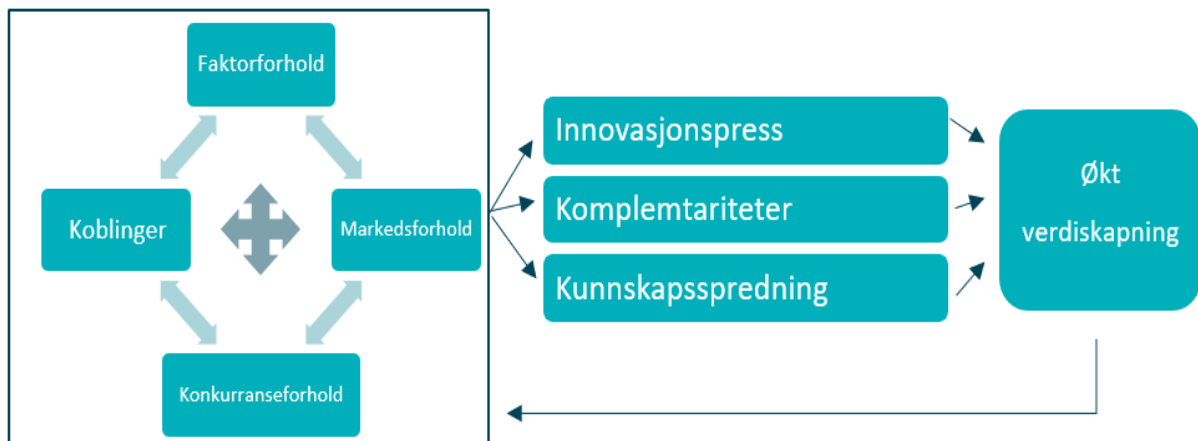 Faktorforhold
Koblinger
Markedsforhold
Konkurranseforhold
Innovasjonspress
Komplemtariteter
Kunnskapsspredning
Økt
verdiskapning